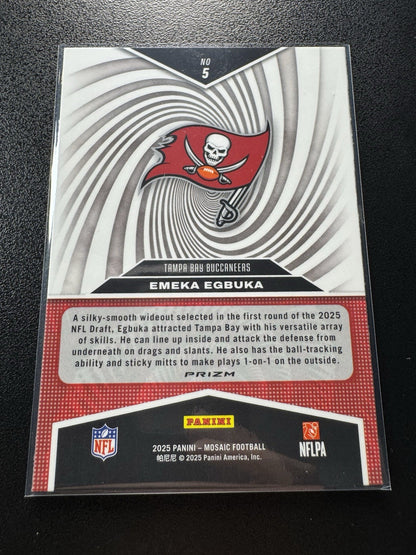 NO
5
TAMPA BAY BUCCANEERS
EMEKA EGBUKA
A silky-smooth wideout selected in the first round of the 2025
NFL Draft, Egbuka attracted Tampa Bay with his versatile array
of skills. He can line up inside and attack the defense from
underneath on drags and slants. He also has the ball-tracking
ability and sticky mitts to make plays 1-on-1 on the outside.
PRIZM
PANINI
NFL
2025 PANINI – MOSAIC FOOTBALL
帕尼尼 © 2025 Panini America, Inc.
NFLPA